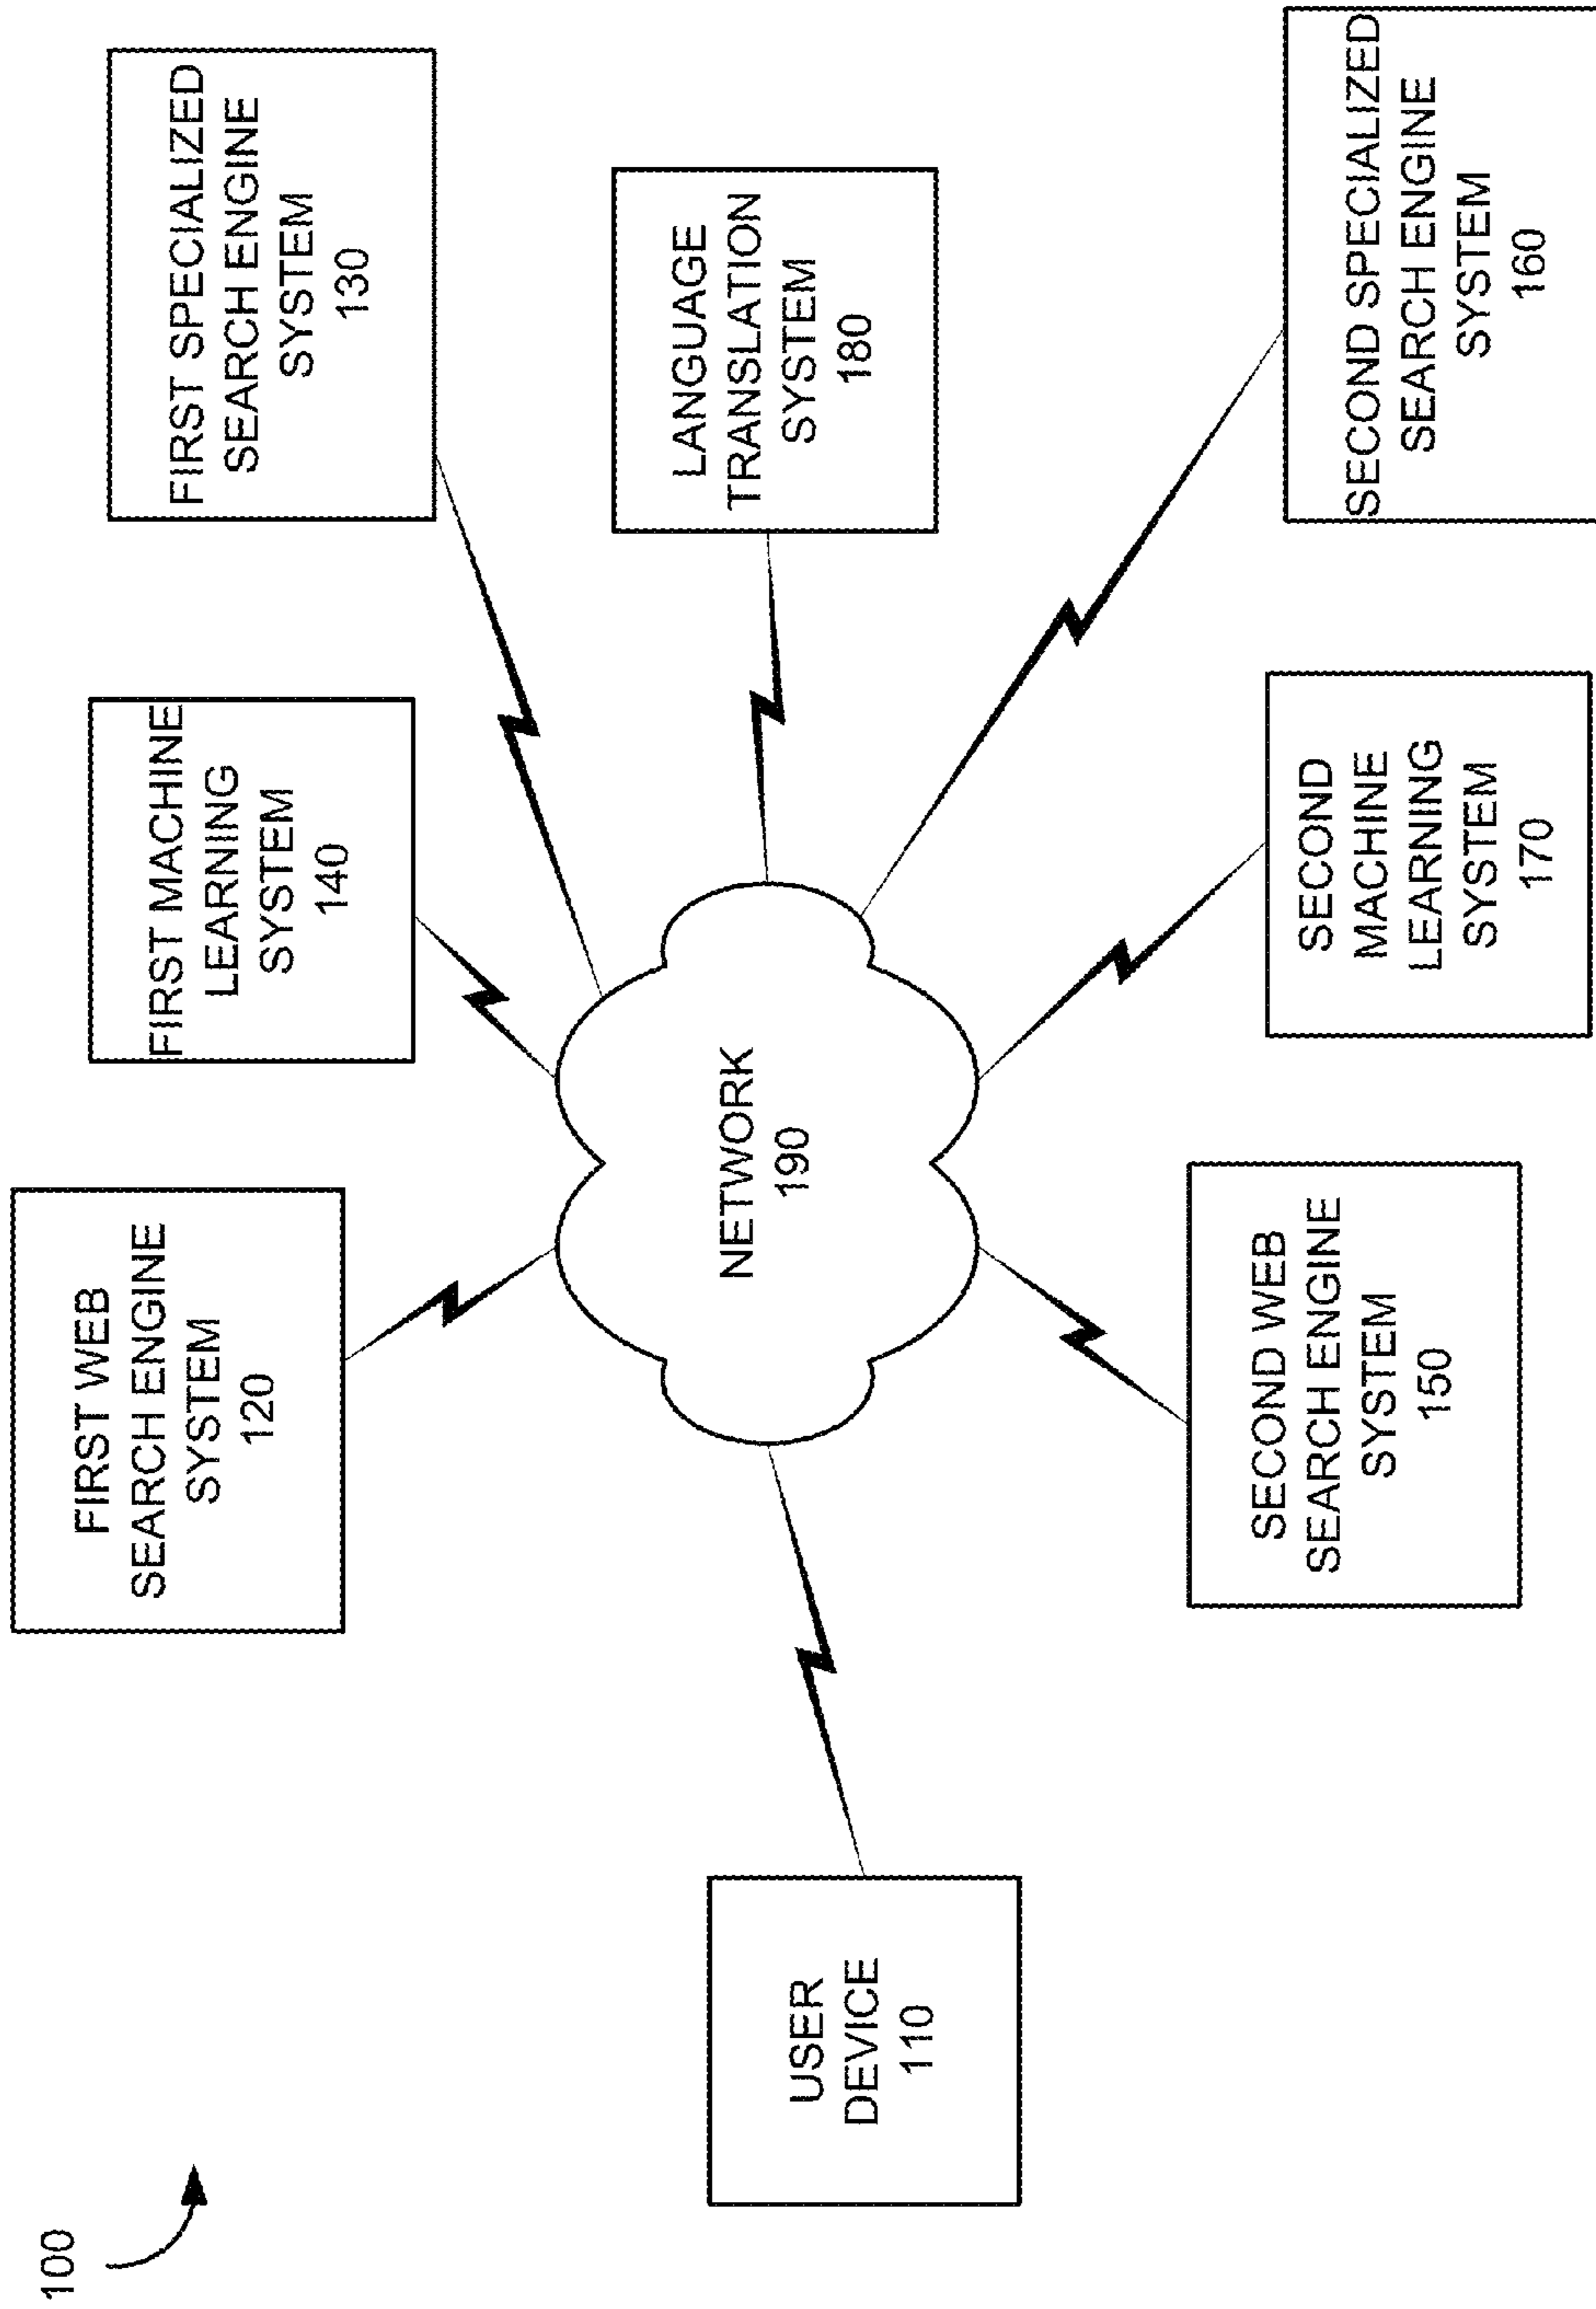 100
FIRST WEB
SEARCH ENGINE
SYSTEM
120
FIRST MACHINE
LEARNING
SYSTEM
140
FIRST SPECIALIZED
SEARCH ENGINE
SYSTEM
130
LANGUAGE
TRANSLATION
SYSTEM
180
NETWORK
190
USER
DEVICE
110
SECOND WEB
SEARCH ENGINE
SYSTEM
150
SECOND
MACHINE
LEARNING
SYSTEM
170
SECOND SPECIALIZED
SEARCH ENGINE
SYSTEM
160